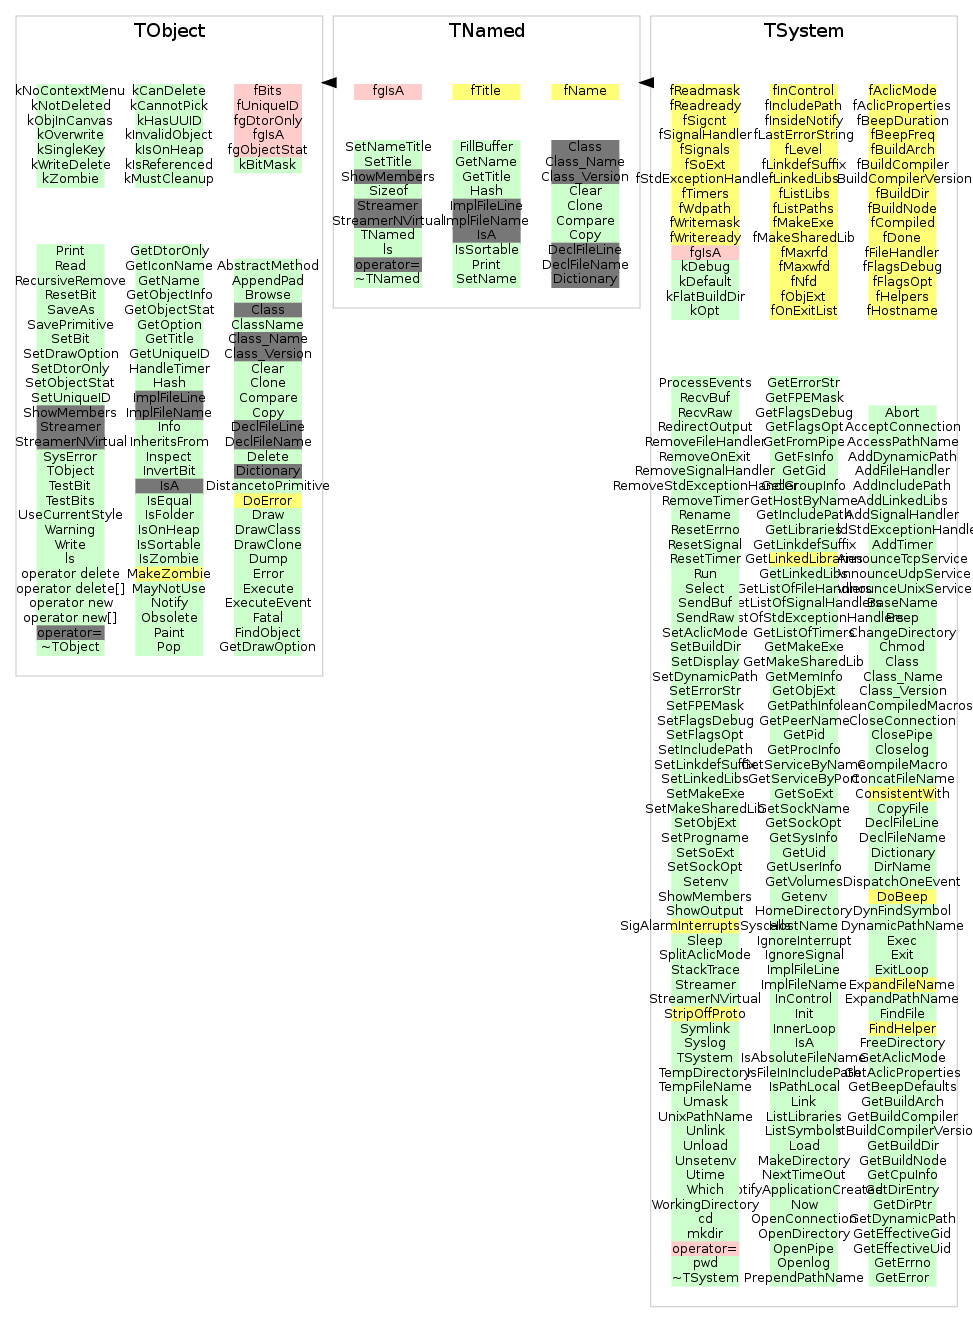 TObject
kNoContextMenu kCanDelete fBits
kNotDeleted kCannotPick fUniqueID
kObjInCanvas kHasUUID fgDtorOnly
kOverwrite kInvalidObject fgIsA
kSingleKey kIsOnHeap fgObjectStat
kWriteDelete kIsReferenced kBitMask
kZombie kMustCleanup
Print GetDtorOnly
Read GetIconName AbstractMethod
RecursiveRemove GetName AppendPad
ResetBit GetObjectInfo Browse
SaveAs GetObjectStat Class
SavePrimitive GetOption ClassName
SetBit GetTitle Class_Name
SetDrawOption GetUniqueID Class_Version
SetDtorOnly HandleTimer Clear
SetObjectStat Hash Clone
SetUniqueID ImplFileLine Compare
ShowMembers ImplFileName Copy
Streamer Info DeclFileLine
StreamerNVirtual InheritsFrom DeclFileName
SysError Inspect Delete
TObject InvertBit Dictionary
TestBit IsA DistancetoPrimitive
TestBits IsEqual DoError
UseCurrentStyle IsFolder Draw
Warning IsOnHeap DrawClass
Write IsSortable DrawClone
ls IsZombie Dump
operator delete MakeZombie Error
operator delete[] MayNotUse Execute
operator new Notify ExecuteEvent
operator new[] Obsolete Fatal
operator= Paint FindObject
~TObject Pop GetDrawOption
TNamed
fgIsA fTitle fName
SetNameTitle FillBuffer Class
SetTitle GetName Class_Name
ShowMembers GetTitle Class_Version
Sizeof Hash Clear
Streamer ImplFileLine Clone
StreamerNVirtual ImplFileName Compare
TNamed IsA Copy
ls IsSortable DeclFileLine
operator= Print DeclFileName
~TNamed SetName Dictionary
TSystem
fReadmask fInControl fAclicMode
fReadready fIncludePath fAclicProperties
fSigcnt fInsideNotify fBeepDuration
fSignalHandler fLastErrorString fBeepFreq
fSignals fLevel fBuildArch
fSoExt fLinkdefSuffix fBuildCompiler
fStdExceptionHandler fLinkedLibs BuildCompilerVersion
fTimers fListLibs fBuildDir
fWdpath fListPaths fBuildNode
fWritemask fMakeExe fCompiled
fWriteready fMakeSharedLib fDone
fgIsA fMaxrfd fFileHandler
kDebug fMaxwfd fFlagsDebug
kDefault fNfd fFlagsOpt
kFlatBuildDir fObjExt fHelpers
kOpt fOnExitList fHostname
ProcessEvents GetErrorStr
RecvBuf GetFPEMask
RecvRaw GetFlagsDebug Abort
RedirectOutput GetFlagsOpt AcceptConnection
RemoveFileHandler GetFromPipe AccessPathName
RemoveOnExit GetFsInfo AddDynamicPath
RemoveSignalHandler GetGid AddFileHandler
RemoveStdExceptionHandler GetGroupInfo AddIncludePath
RemoveTimer GetHostByName AddLinkedLibs
Rename GetIncludePath AddSignalHandler
ResetErrno GetLibraries dStdExceptionHandle
ResetSignal GetLinkdefSuffix AddTimer
ResetTimer GetLinkedLibraries AnnounceTcpService
Run GetLinkedLibs AnnounceUdpService
Select GetListOfFileHandlers AnnounceUnixService
SendBuf GetListOfSignalHandlers BaseName
SendRaw stOfStdExceptionHandlers Beep
SetAclicMode GetListOfTimers ChangeDirectory
SetBuildDir GetMakeExe Chmod
SetDisplay GetMakeSharedLib Class
SetDynamicPath GetMemInfo Class_Name
SetErrorStr GetObjExt Class_Version
SetFPEMask GetPathInfo leanCompiledMacros
SetFlagsDebug GetPeerName CloseConnection
SetFlagsOpt GetPid ClosePipe
SetIncludePath GetProcInfo Closelog
SetLinkdefSuffix GetServiceByName CompileMacro
SetLinkedLibs GetServiceByPort ConcatFileName
SetMakeExe GetSoExt ConsistentWith
SetMakeSharedLib GetSockName CopyFile
SetObjExt GetSockOpt DeclFileLine
SetProgname GetSysInfo DeclFileName
SetSoExt GetUid Dictionary
SetSockOpt GetUserInfo DirName
Setenv GetVolumes DispatchOneEvent
ShowMembers Getenv DoBeep
ShowOutput HomeDirectory DynFindSymbol
SigAlarmInterruptsSyscalls HostName DynamicPathName
Sleep IgnoreInterrupt Exec
SplitAclicMode IgnoreSignal Exit
StackTrace ImplFileLine ExitLoop
Streamer ImplFileName ExpandFileName
StreamerNVirtual InControl ExpandPathName
StripOffProto Init FindFile
Symlink InnerLoop FindHelper
Syslog IsA FreeDirectory
TSystem IsAbsoluteFileName GetAclicMode
TempDirectory IsFileInIncludePath GetAclicProperties
TempFileName IsPathLocal GetBeepDefaults
Umask Link GetBuildArch
UnixPathName ListLibraries GetBuildCompiler
Unlink ListSymbols tBuildCompilerVersio
Unload Load GetBuildDir
Unsetenv MakeDirectory GetBuildNode
Utime NextTimeOut GetCpuInfo
Which otifyApplicationCreated GetDirEntry
WorkingDirectory Now GetDirPtr
cd OpenConnection GetDynamicPath
mkdir OpenDirectory GetEffectiveGid
operator= OpenPipe GetEffectiveUid
pwd Openlog GetErrno
~TSystem PrependPathName GetError